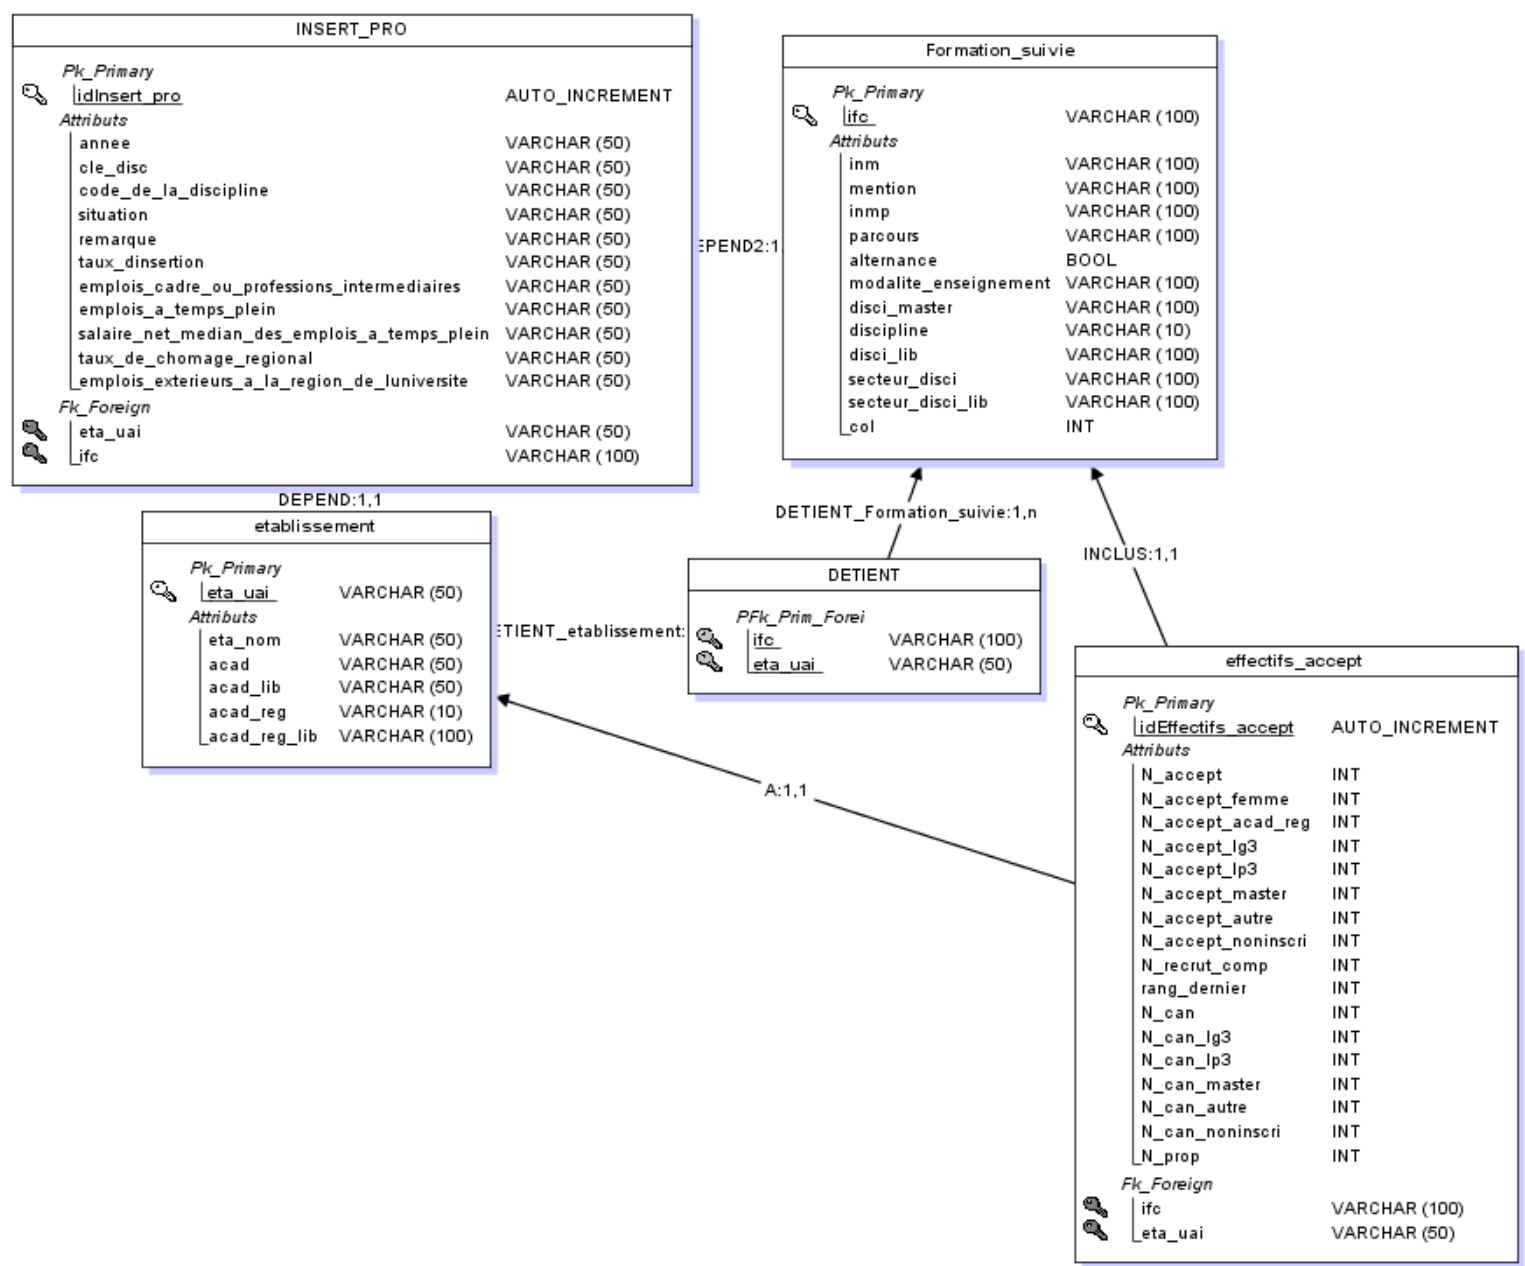 INSERT_PRO
Pk_Primary
idInsert_pro AUTO_INCREMENT
Attributs
annee VARCHAR (50)
cle_disc VARCHAR (50)
code_de_la_discipline VARCHAR (50)
situation VARCHAR (50)
remarque VARCHAR (50)
taux_dinsertion VARCHAR (50)
emplois_cadre_ou_professions_intermediaires VARCHAR (50)
emplois_a_temps_plein VARCHAR (50)
salaire_net_median_des_emplois_a_temps_plein VARCHAR (50)
taux_de_chomage_regional VARCHAR (50)
emplois_exterieurs_a_la_region_de_luniversite VARCHAR (50)
Fk_Foreign
eta_uai VARCHAR (50)
ifc VARCHAR (100)
EPEND2:1,
Formation_suivie
Pk_Primary
ifc VARCHAR (100)
Attributs
inm VARCHAR (100)
mention VARCHAR (100)
inmp VARCHAR (100)
parcours VARCHAR (100)
alternance BOOL
modalite_enseignement VARCHAR (100)
disci_master VARCHAR (100)
discipline VARCHAR (10)
disci_lib VARCHAR (100)
secteur_disci VARCHAR (100)
secteur_disci_lib VARCHAR (100)
col INT
DEPEND:1,1
etablissement
Pk_Primary
eta_uai VARCHAR (50)
Attributs
eta_nom VARCHAR (50)
acad VARCHAR (50)
acad_lib VARCHAR (50)
acad_reg VARCHAR (10)
acad_reg_lib VARCHAR (100)
DETIENT_Formation_suivie:1,n
INCLUS:1,1
ETIENT_etablissement:
DETIENT
PFk_Prim_Forei
ifc VARCHAR (100)
eta_uai VARCHAR (50)
A:1,1
effectifs_accept
Pk_Primary
idEffectifs_accept AUTO_INCREMENT
Attributs
N_accept INT
N_accept_femme INT
N_accept_acad_reg INT
N_accept_lg3 INT
N_accept_lp3 INT
N_accept_master INT
N_accept_autre INT
N_accept_noninscri INT
N_recrut_comp INT
rang_dernier INT
N_can INT
N_can_lg3 INT
N_can_lp3 INT
N_can_master INT
N_can_autre INT
N_can_noninscri INT
N_prop INT
Fk_Foreign
ifc VARCHAR (100)
eta_uai VARCHAR (50)